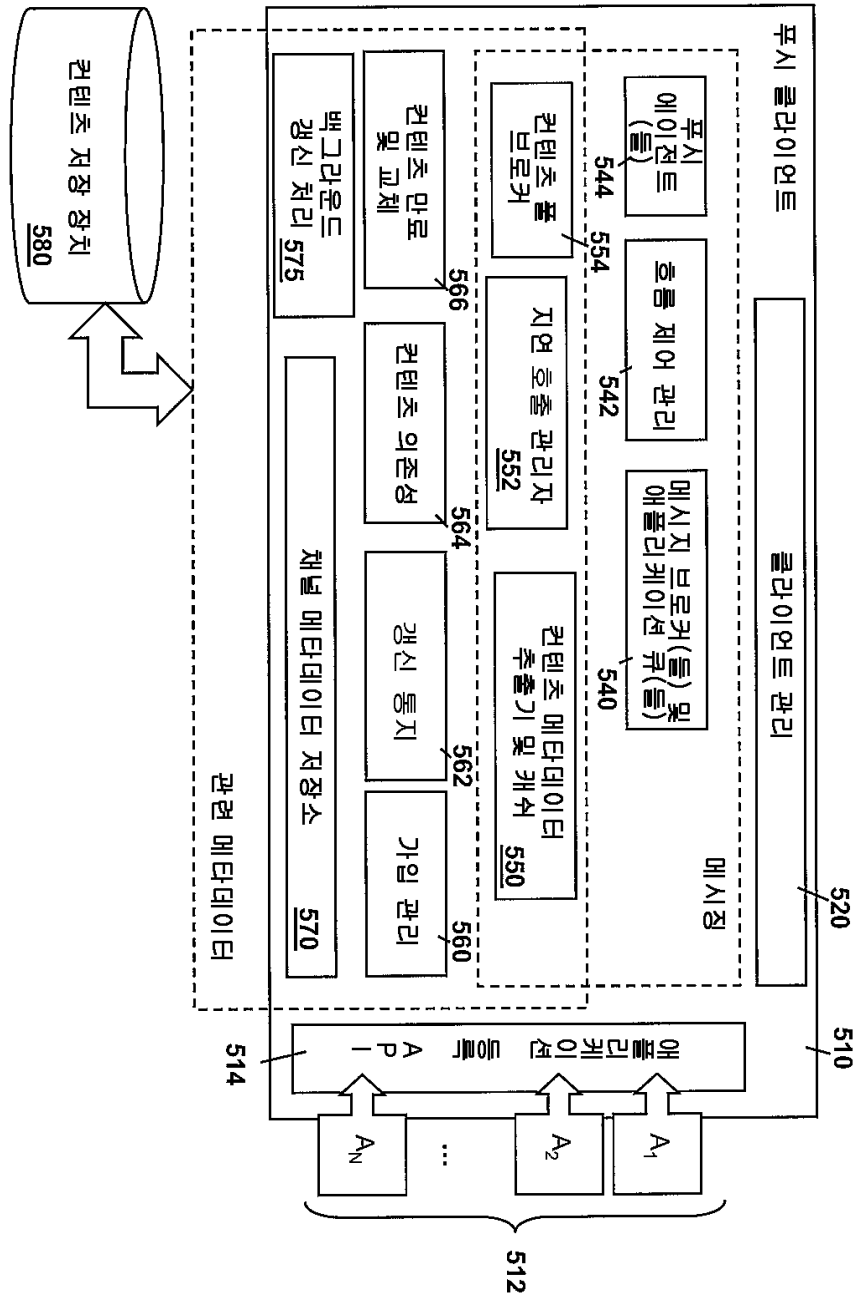 푸시 클라이언트
510
클라이언트 관리
520
메시징
푸시
에이전트
(들)
544
흐름 제어 관리
542
메시지 브로커(들) 및
애플리케이션 큐(들)
540
컨텐츠 풀
브로커
554
지연 호출 관리자
552
컨텐츠 메타데이터
추출기 및 캐쉬
550
컨텐츠 만료
및 교체
566
컨텐츠 의존성
564
갱신 통지
562
가입 관리
560
백그라운드
갱신 처리
575
채널 메타데이터 저장소
570
관련 메타데이터
애플리케이션 등록 API
514
A1
A2
...
AN
512
컨텐츠 저장 장치
580